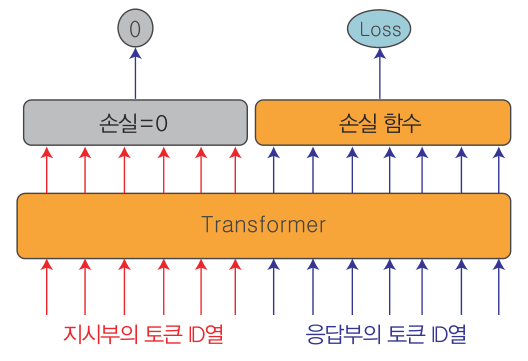 0
Loss
손실=0
손실 함수
Transformer
지시부의 토큰 ID열
응답부의 토큰 ID열